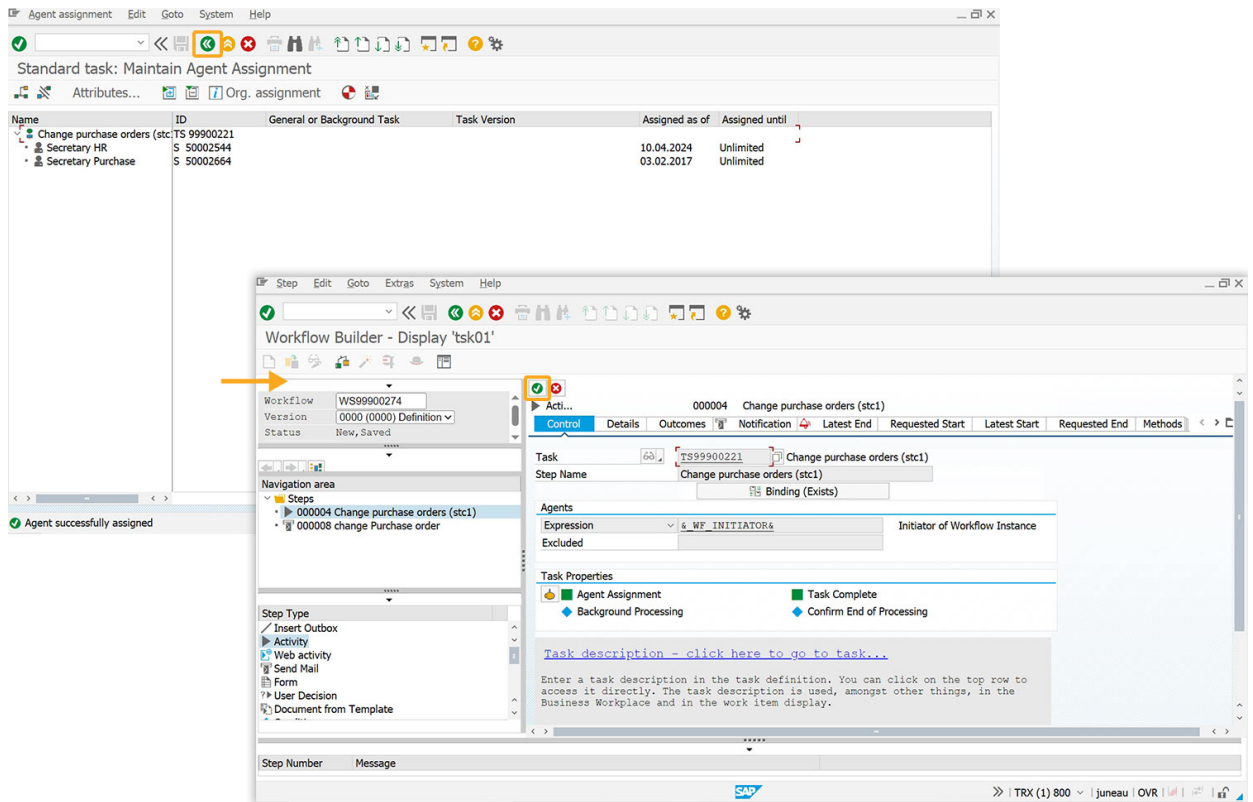 Agent assignment Edit Goto System Help
Standard task: Maintain Agent Assignment
Attributes... Org. assignment
Name ID General or Background Task Task Version Assigned as of Assigned until
Change purchase orders (stc TS 99900221
Secretary HR S 50002544 10.04.2024 Unlimited
Secretary Purchase S 50002664 03.02.2017 Unlimited
Agent successfully assigned
Step Edit Goto Extras System Help
Workflow Builder - Display 'tsk01'
Workflow WS99900274
Version 0000 (0000) Definition
Status New,Saved
Navigation area
Steps
000004 Change purchase orders (stc1)
000008 change Purchase order
Step Type
Insert Outbox
Activity
Web activity
Send Mail
Form
User Decision
Document from Template
Acti... 000004 Change purchase orders (stc1)
Control Details Outcomes Notification Latest End Requested Start Latest Start Requested End Methods
Task TS99900221 Change purchase orders (stc1)
Step Name Change purchase orders (stc1)
Binding (Exists)
Agents
Expression &_WF_INITIATOR& Initiator of Workflow Instance
Excluded
Task Properties
Agent Assignment Task Complete
Background Processing Confirm End of Processing
Task description - click here to go to task...
Enter a task description in the task definition. You can click on the top row to
access it directly. The task description is used, amongst other things, in the
Business Workplace and in the work item display.
Step Number Message
SAP TRX (1) 800 juneau OVR